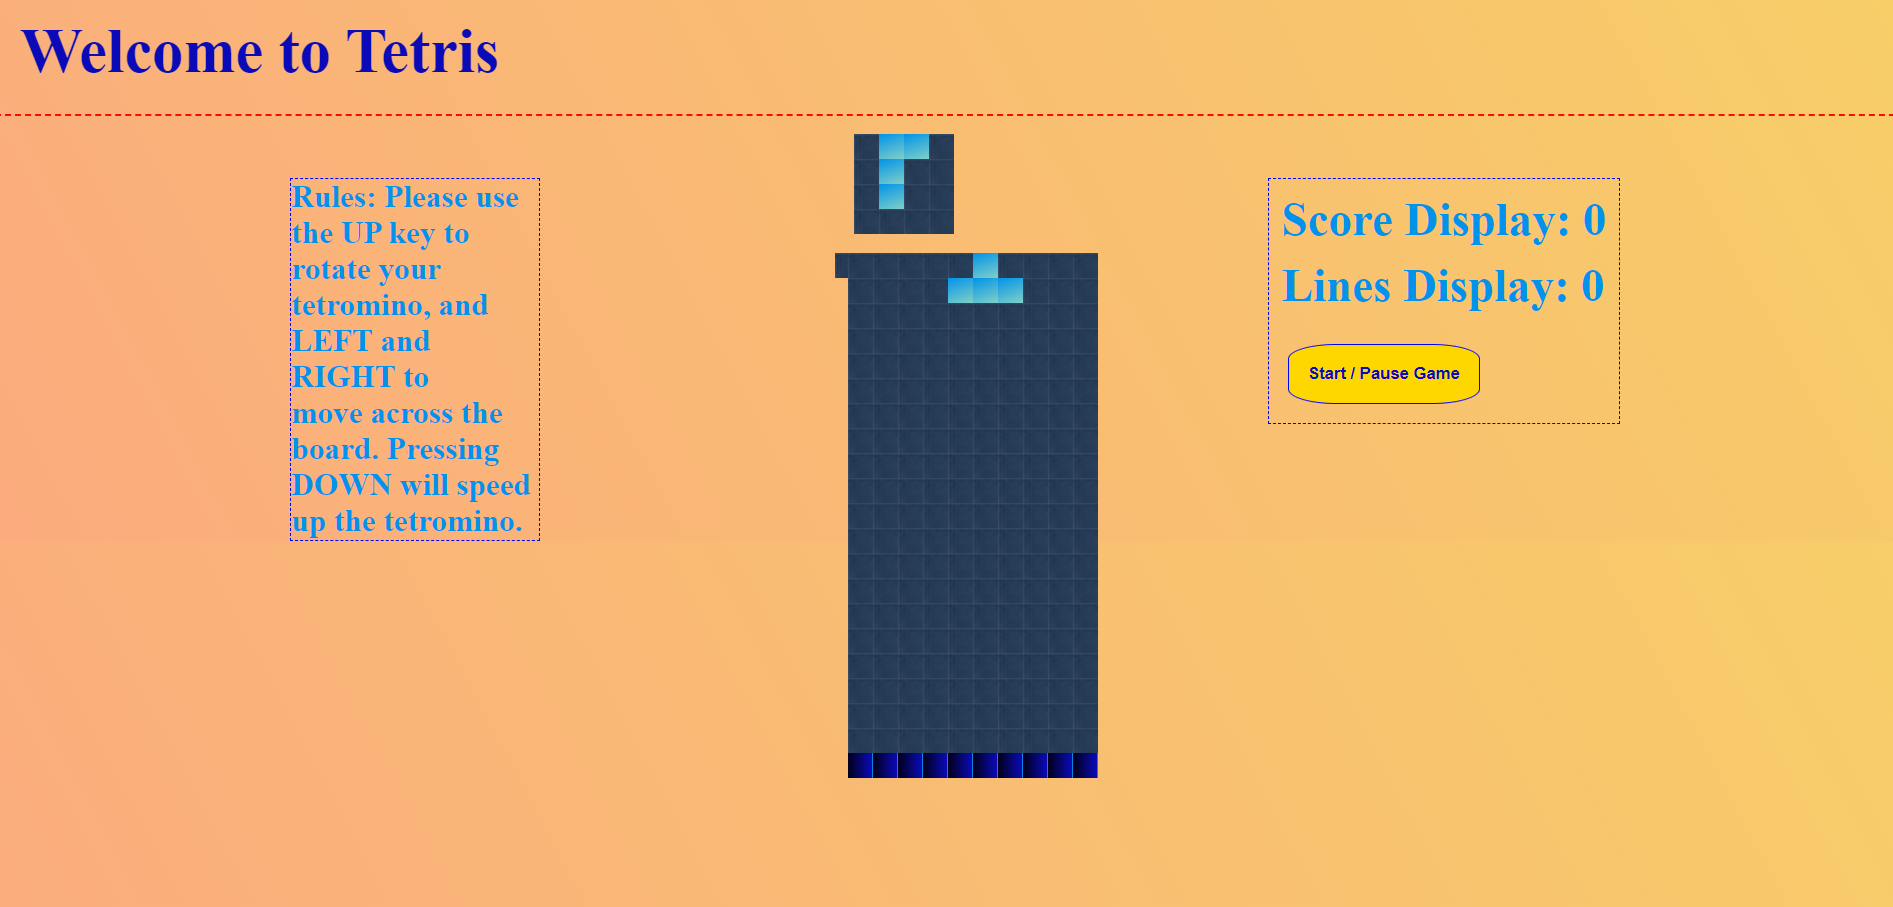 Welcome to Tetris
Rules: Please use
the UP key to
rotate your
tetromino, and
LEFT and
RIGHT to
move across the
board. Pressing
DOWN will speed
up the tetromino.
Score Display: 0
Lines Display: 0
Start / Pause Game